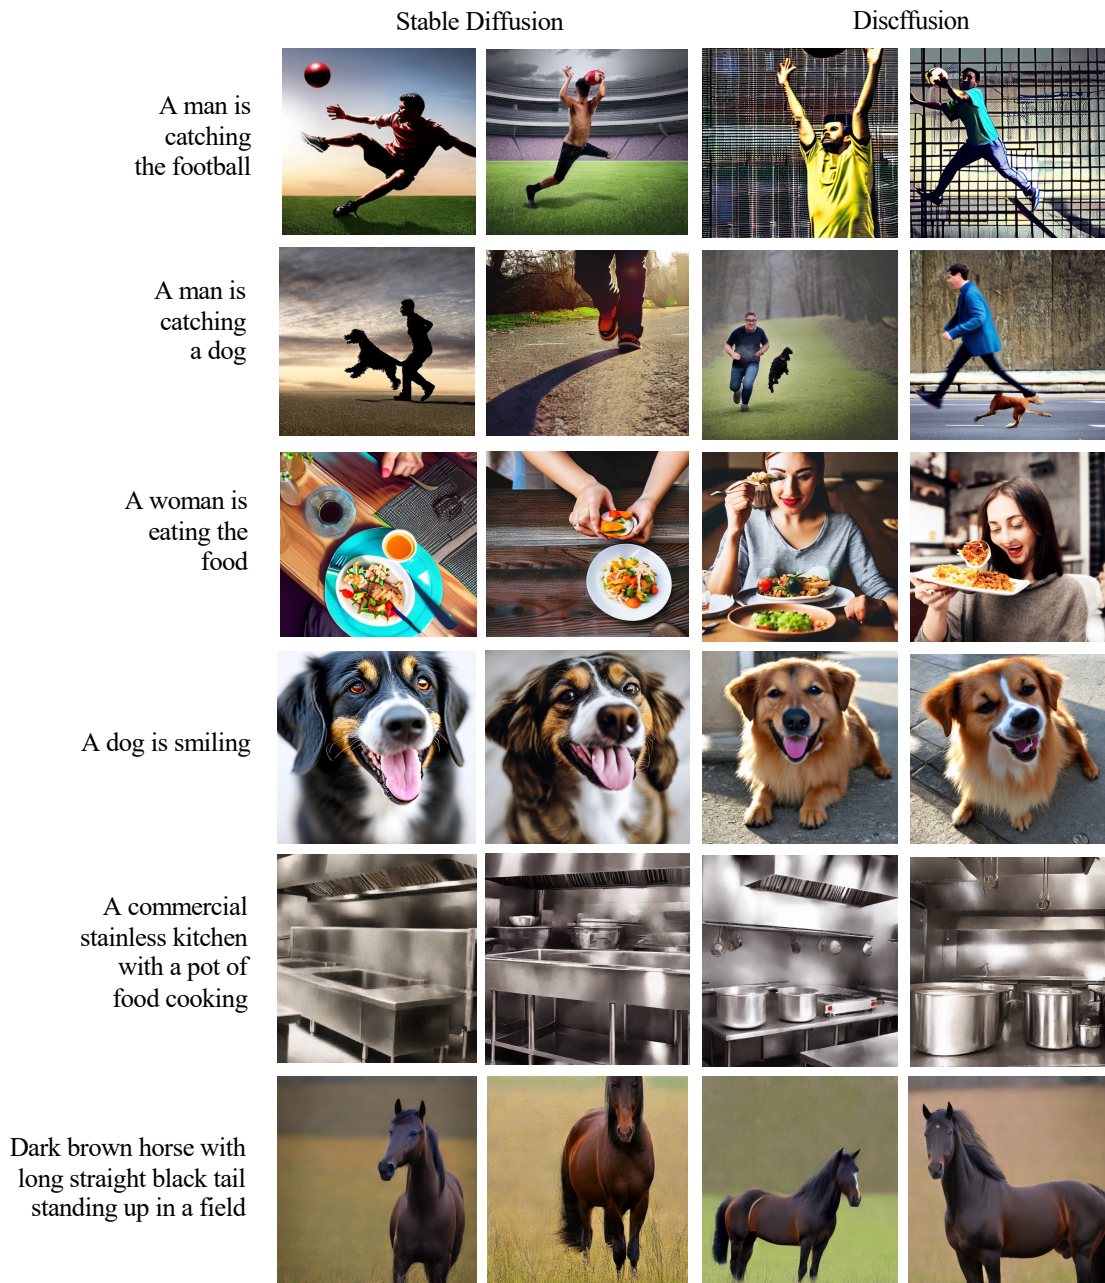 Stable Diffusion
Discffusion
A man is
catching
the football
A man is
catching
a dog
A woman is
eating the
food
A dog is smiling
A commercial
stainless kitchen
with a pot of
food cooking
Dark brown horse with
long straight black tail
standing up in a field